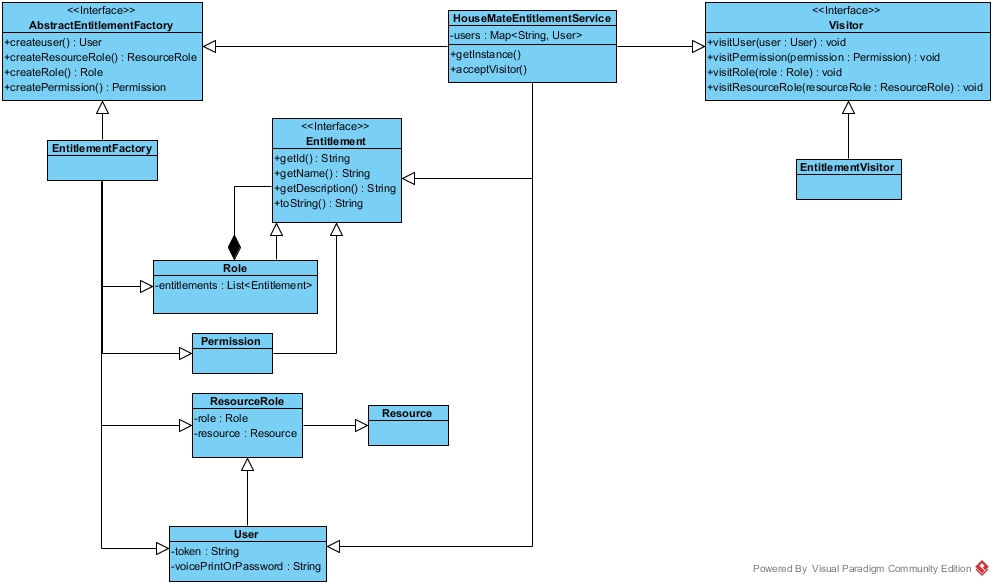 <<Interface>>
AbstractEntitlementFactory
+createuser() : User
+createResourceRole() : ResourceRole
+createRole() : Role
+createPermission() : Permission
HouseMateEntitlementService
-users : Map<String, User>
+getInstance()
+acceptVisitor()
<<Interface>>
Visitor
+visitUser(user : User) : void
+visitPermission(permission : Permission) : void
+visitRole(role : Role) : void
+visitResourceRole(resourceRole : ResourceRole) : void
EntitlementFactory
<<Interface>>
Entitlement
+getId() : String
+getName() : String
+getDescription() : String
+toString() : String
EntitlementVisitor
Role
-entitlements : List<Entitlement>
Permission
ResourceRole
-role : Role
-resource : Resource
Resource
User
-token : String
-voicePrintOrPassword : String
Powered By Visual Paradigm Community Edition